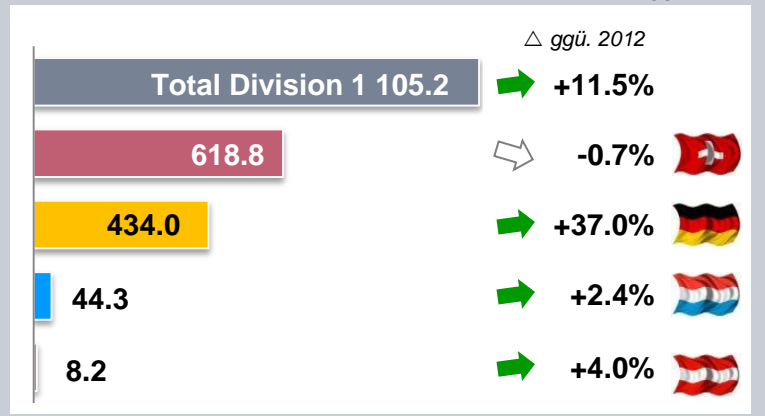 △ ggü. 2012
Total Division 1 105.2 +11.5%
618.8 -0.7%
434.0 +37.0%
44.3 +2.4%
8.2 +4.0%